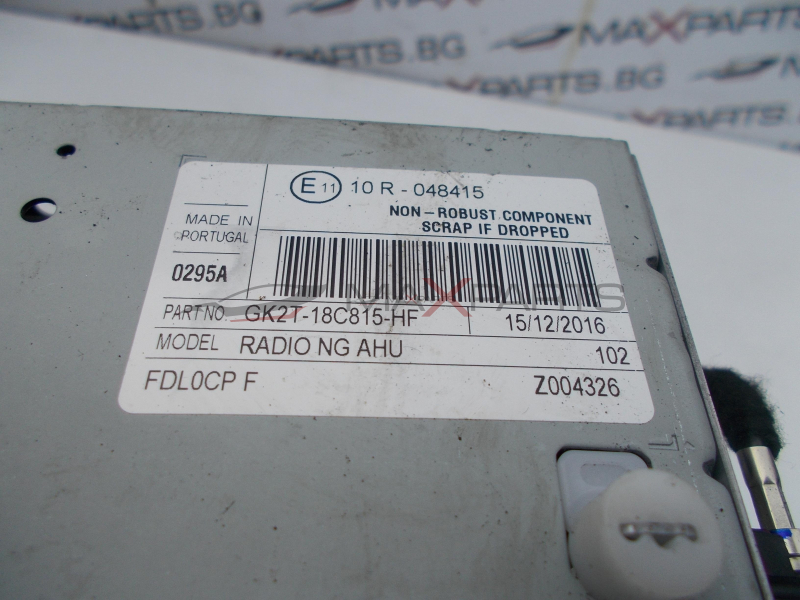 MAXPARTS.BG
E 11 10 R - 048415
NON-ROBUST COMPONENT
SCRAP IF DROPPED
MADE IN
PORTUGAL
0295A
MAXPARTS
PART NO. GK2T-18C815-HF 15/12/2016
MODEL RADIO NG AHU 102
FDL0CP F Z004326